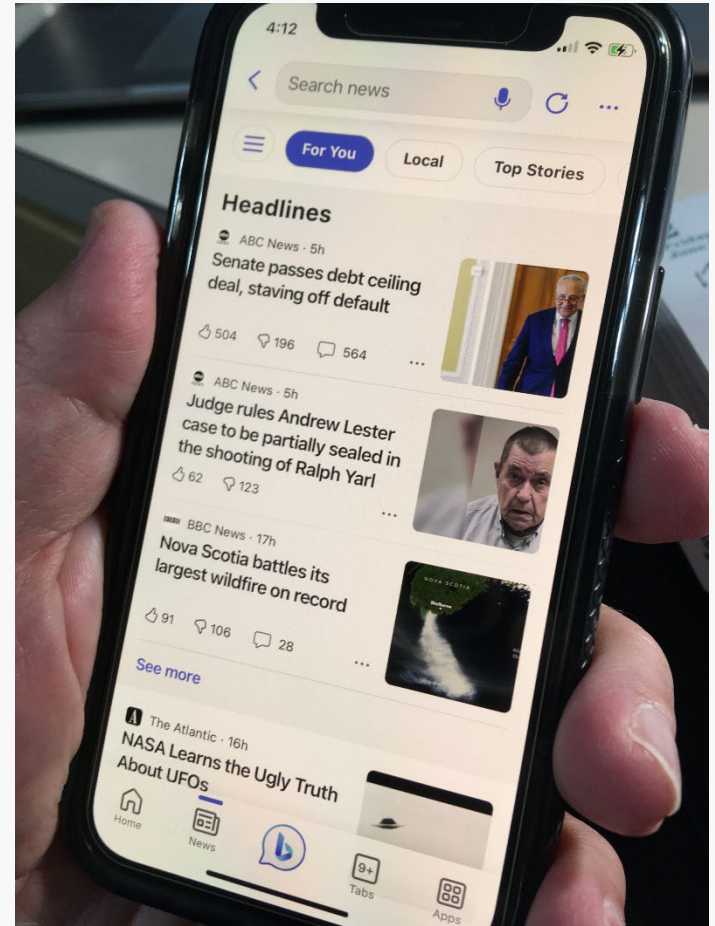 4:12
Search news
For You
Local
Top Stories
Headlines
ABC News · 5h
Senate passes debt ceiling
deal, staving off default
504
196
564
ABC News · 5h
Judge rules Andrew Lester
case to be partially sealed in
the shooting of Ralph Yarl
62
123
BBC News · 17h
Nova Scotia battles its
largest wildfire on record
NOVA SCOTIA
Shelburne
91
106
28
See more
The Atlantic · 16h
NASA Learns the Ugly Truth
About UFOs
Home
News
9+
Tabs
Apps